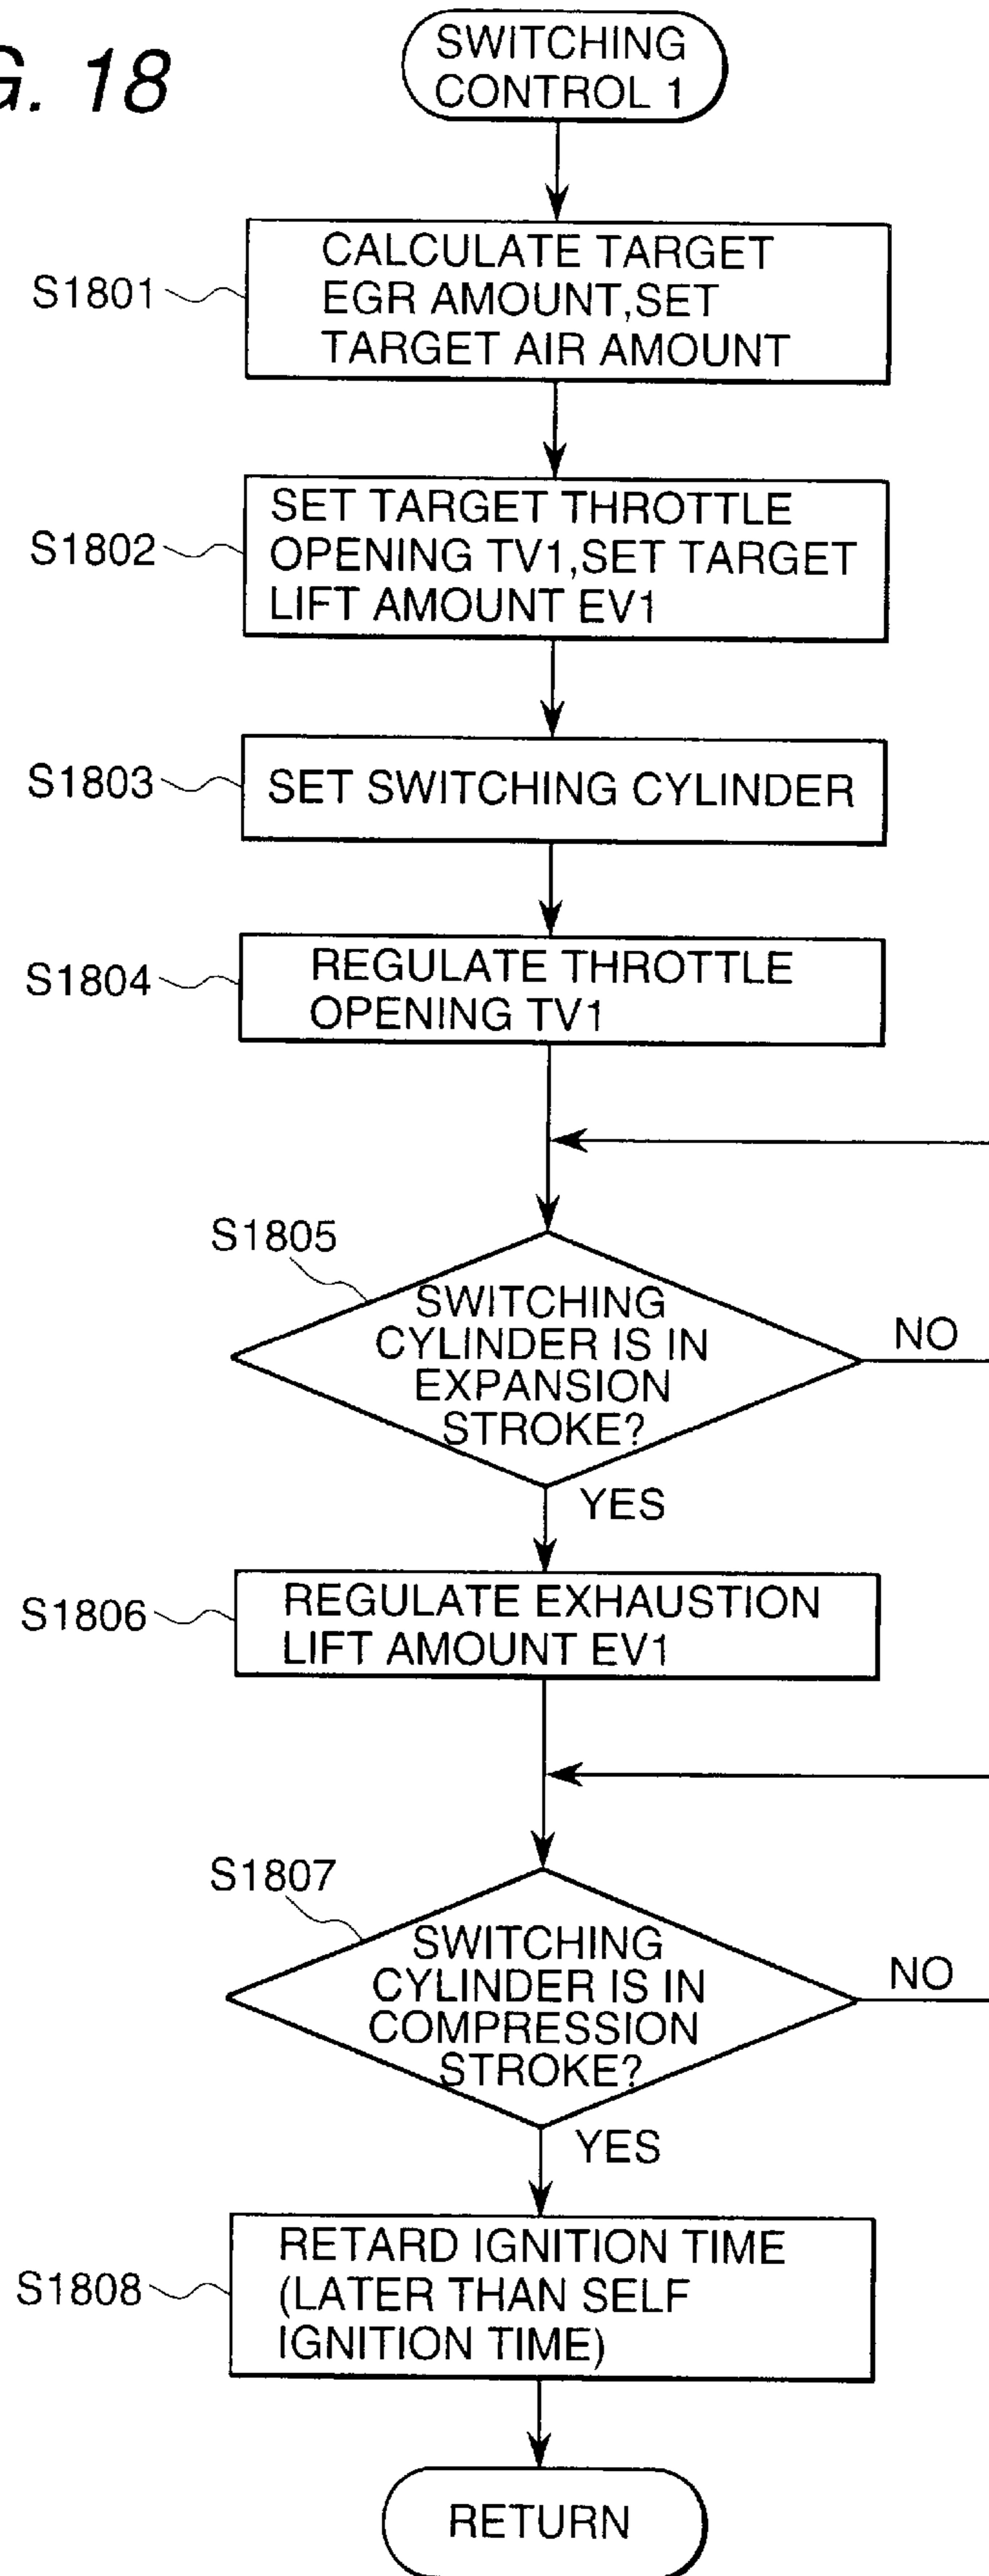 G. 18
SWITCHING
CONTROL 1
S1801
CALCULATE TARGET
EGR AMOUNT,SET
TARGET AIR AMOUNT
S1802
SET TARGET THROTTLE
OPENING TV1,SET TARGET
LIFT AMOUNT EV1
S1803
SET SWITCHING CYLINDER
S1804
REGULATE THROTTLE
OPENING TV1
S1805
SWITCHING
CYLINDER IS IN
EXPANSION
STROKE?
NO
YES
S1806
REGULATE EXHAUSTION
LIFT AMOUNT EV1
S1807
SWITCHING
CYLINDER IS IN
COMPRESSION
STROKE?
NO
YES
S1808
RETARD IGNITION TIME
(LATER THAN SELF
IGNITION TIME)
RETURN